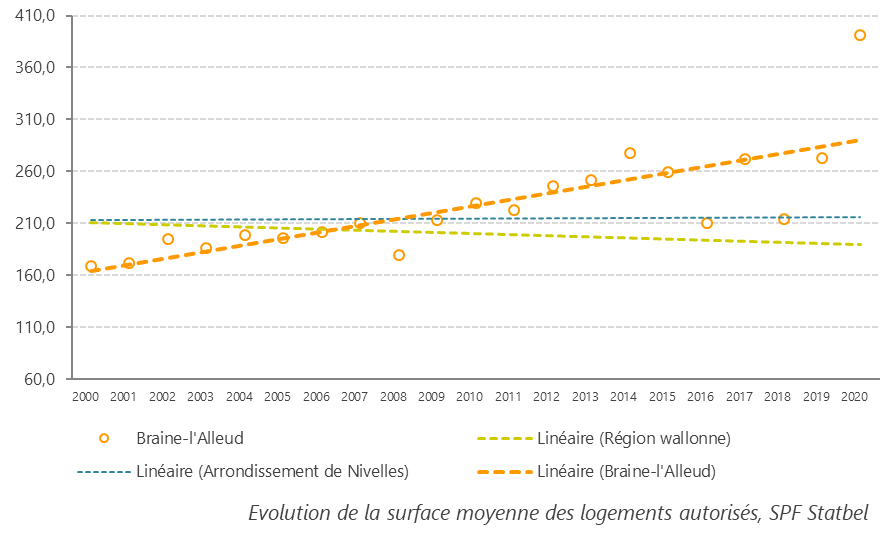 410,0
360,0
310,0
260,0
210,0
160,0
110,0
60,0
2000 2001 2002 2003 2004 2005 2006 2007 2008 2009 2010 2011 2012 2013 2014 2015 2016 2017 2018 2019 2020
Braine-l'Alleud Linéaire (Région wallonne)
Linéaire (Arrondissement de Nivelles) Linéaire (Braine-l'Alleud)
Evolution de la surface moyenne des logements autorisés, SPF Statbel